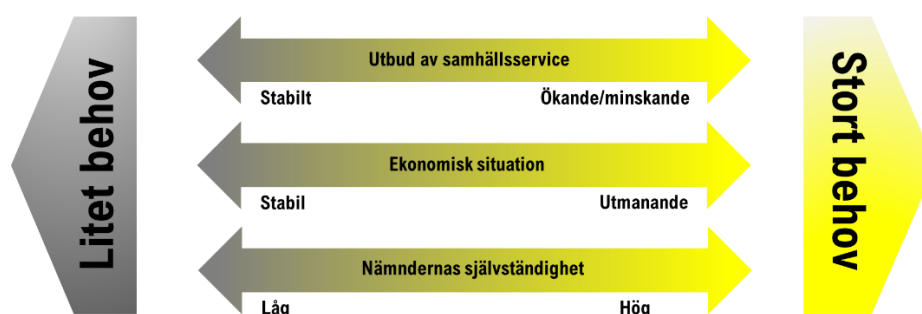 Litet behov
Utbud av samhällsservice
Stabilt Ökande/minskande
Ekonomisk situation
Stabil Utmanande
Nämndernas självständighet
Låg Hög
Stort behov